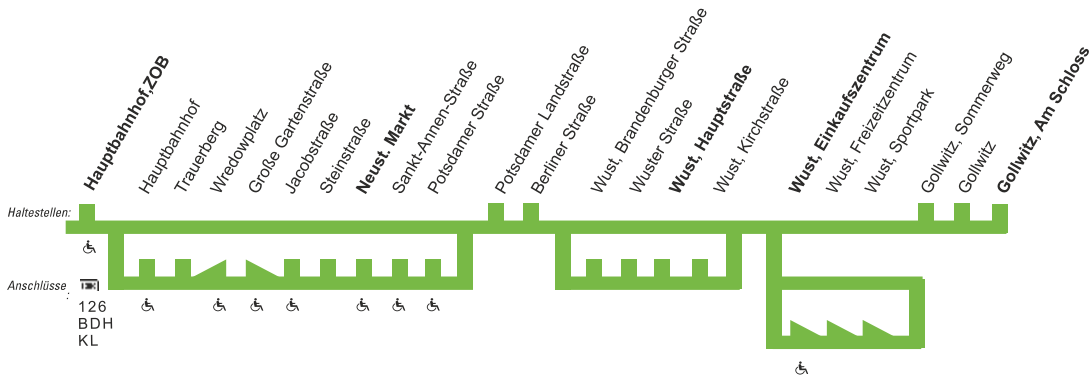 Hauptbahnhof,ZOB
Hauptbahnhof
Trauerberg
Wredowplatz
Große Gartenstraße
Jacobstraße
Steinstraße
Neust. Markt
Sankt-Annen-Straße
Potsdamer Straße
Potsdamer Landstraße
Berliner Straße
Wust, Brandenburger Straße
Wuster Straße
Wust, Hauptstraße
Wust, Kirchstraße
Wust, Einkaufszentrum
Wust, Freizeitzentrum
Wust, Sportpark
Gollwitz, Sommerweg
Gollwitz
Gollwitz, Am Schloss
Haltestellen:
Anschlüsse
:
126
BDH
KL